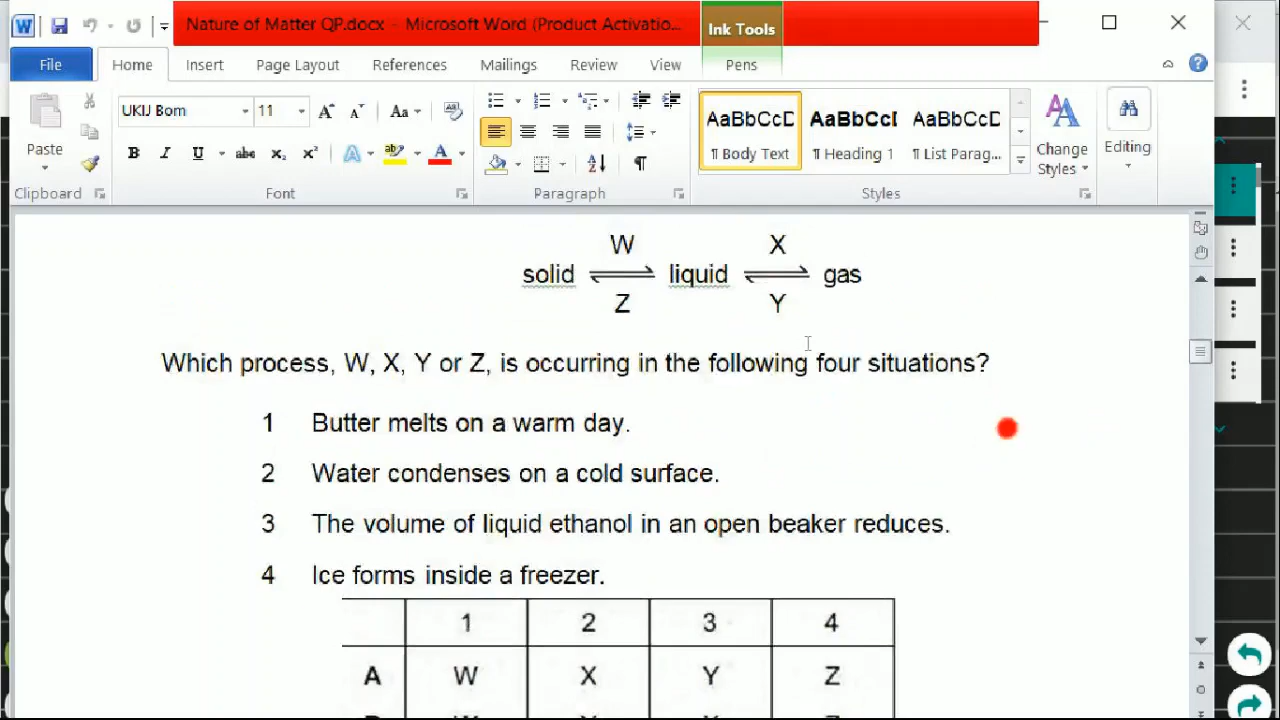 Nature of Matter QP.docx - Microsoft Word (Product Activatio...
Ink Tools
File Home Insert Page Layout References Mailings Review View Pens
UKIJ Bom 11
Paste
AaBbCcD AaBbCcI AaBbCcD
¶ Body Text ¶ Heading 1 ¶ List Parag...
Change Styles
Editing
Clipboard Font Paragraph Styles
W X
solid liquid gas
Z Y
Which process, W, X, Y or Z, is occurring in the following four situations?
1 Butter melts on a warm day.
2 Water condenses on a cold surface.
3 The volume of liquid ethanol in an open beaker reduces.
4 Ice forms inside a freezer.
1 2 3 4
A W X Y Z